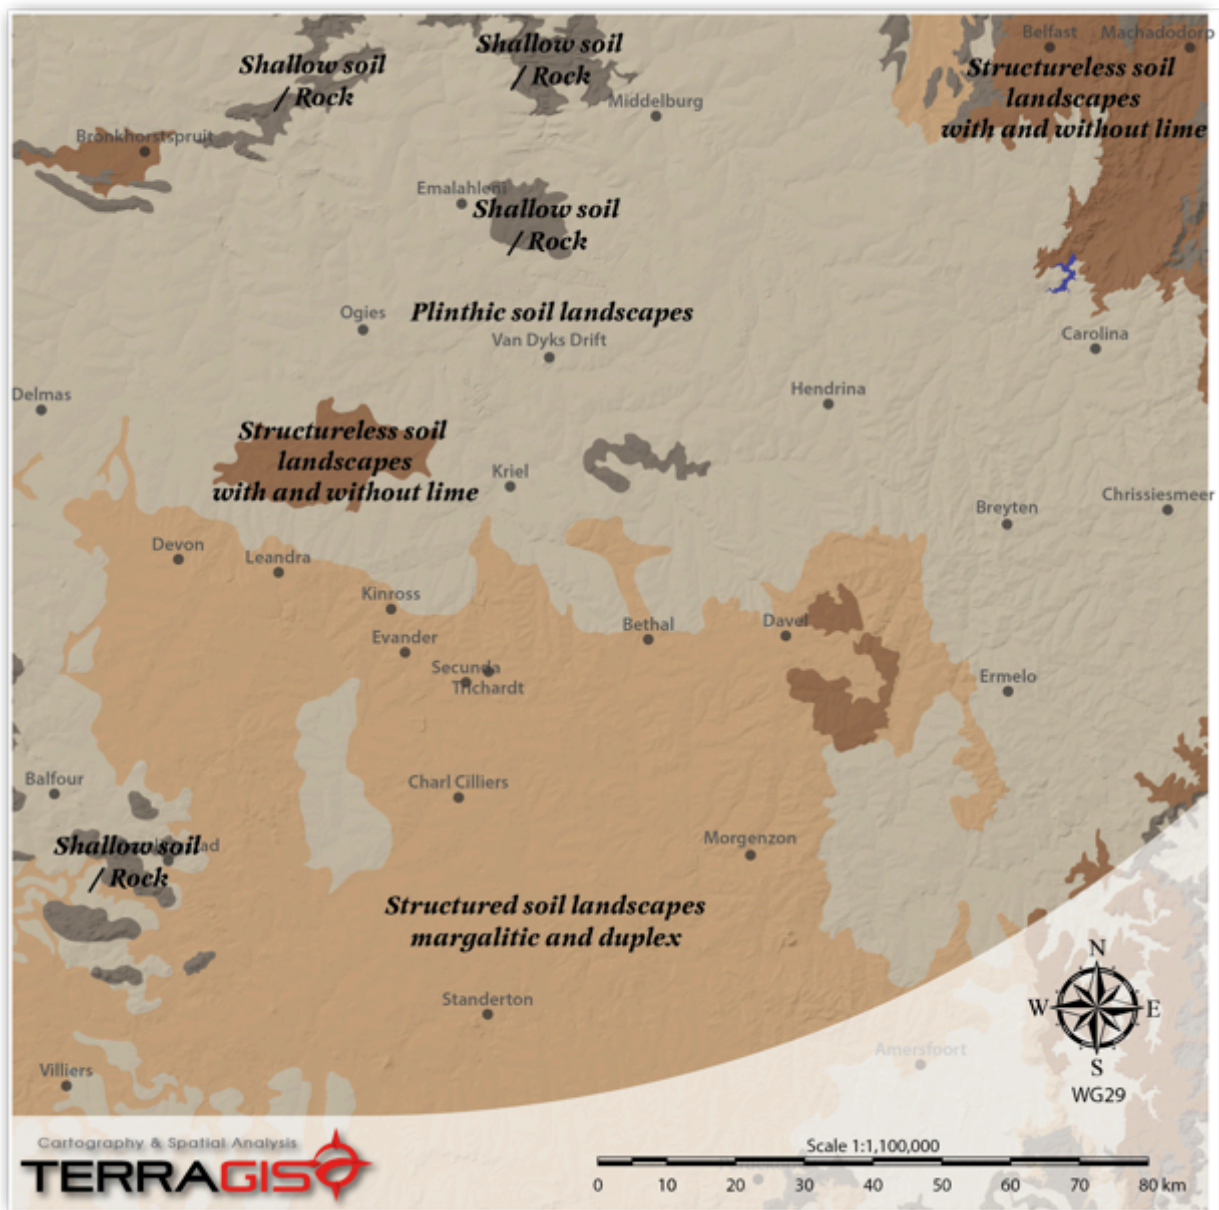 Belfast
Machadodorp
Shallow soil
/ Rock
Shallow soil
/ Rock
Structureless soil
landscapes
with and without lime
Middelburg
Bronkhorstspruit
Emalahleni
Shallow soil
/ Rock
Ogies
Plinthic soil landscapes
Van Dyks Drift
Carolina
Delmas
Hendrina
Structureless soil
landscapes
with and without lime
Kriel
Chrissiesmeer
Breyten
Devon
Leandra
Kinross
Evander
Bethal
Davel
Secunda
Trichardt
Ermelo
Balfour
Charl Cilliers
Morgenzon
Shallow soil
/ Rock
Structured soil landscapes
margalitic and duplex
Standerton
N
W
E
S
WG29
Amersfoort
Villiers
Cartography & Spatial Analysis
TERRAGIS
Scale 1:1,100,000
0 10 20 30 40 50 60 70 80 km